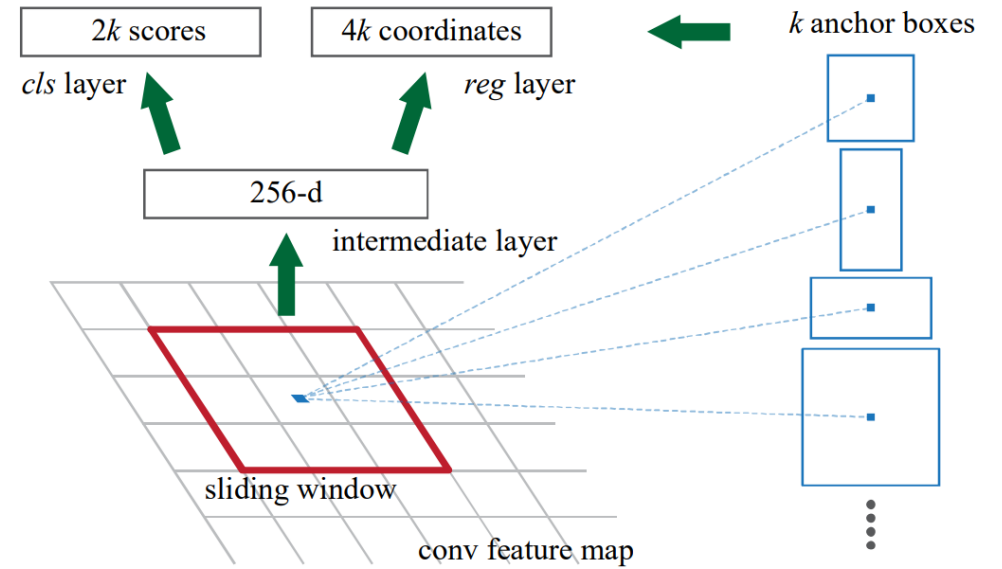 2k scores
4k coordinates
k anchor boxes
cls layer
reg layer
256-d
intermediate layer
sliding window
conv feature map